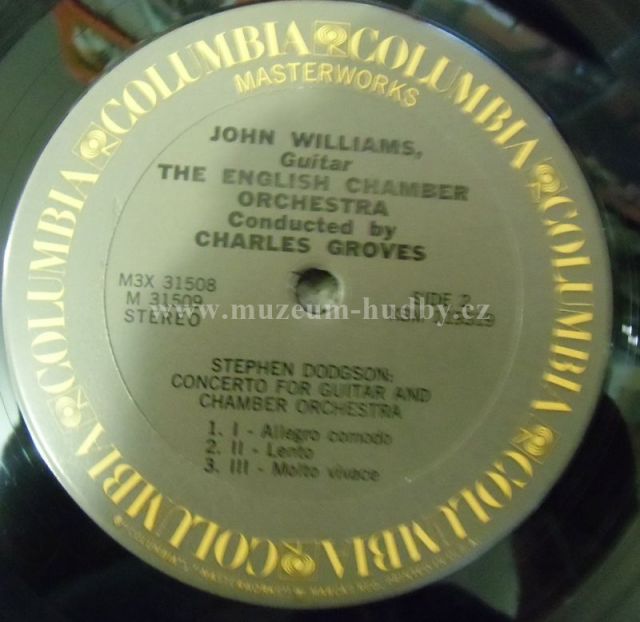 COLUMBIA COLUMBIA COLUMBIA COLUMBIA COLUMBIA COLUMBIA COLUMBIA COLUMBIA
MASTERWORKS
JOHN WILLIAMS,
Guitar
THE ENGLISH CHAMBER
ORCHESTRA
Conducted by
CHARLES GROVES
M3X 31508
M 31509
STEREO
SIDE 2
www.muzeum-hudby.cz
STEPHEN DODGSON:
CONCERTO FOR GUITAR AND
CHAMBER ORCHESTRA
1. I - Allegro comodo
2. II - Lento
3. III - Molto vivace